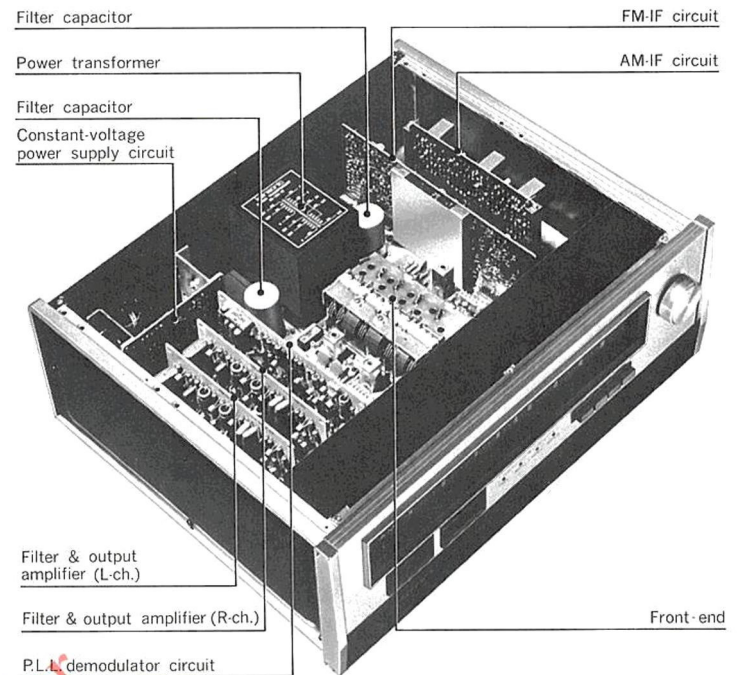 Filter capacitor
FM-IF circuit
Power transformer
AM-IF circuit
Filter capacitor
Constant-voltage
power supply circuit
Filter & output
amplifier (L-ch.)
Filter & output amplifier (R-ch.)
Front-end
P.L.L. demodulator circuit